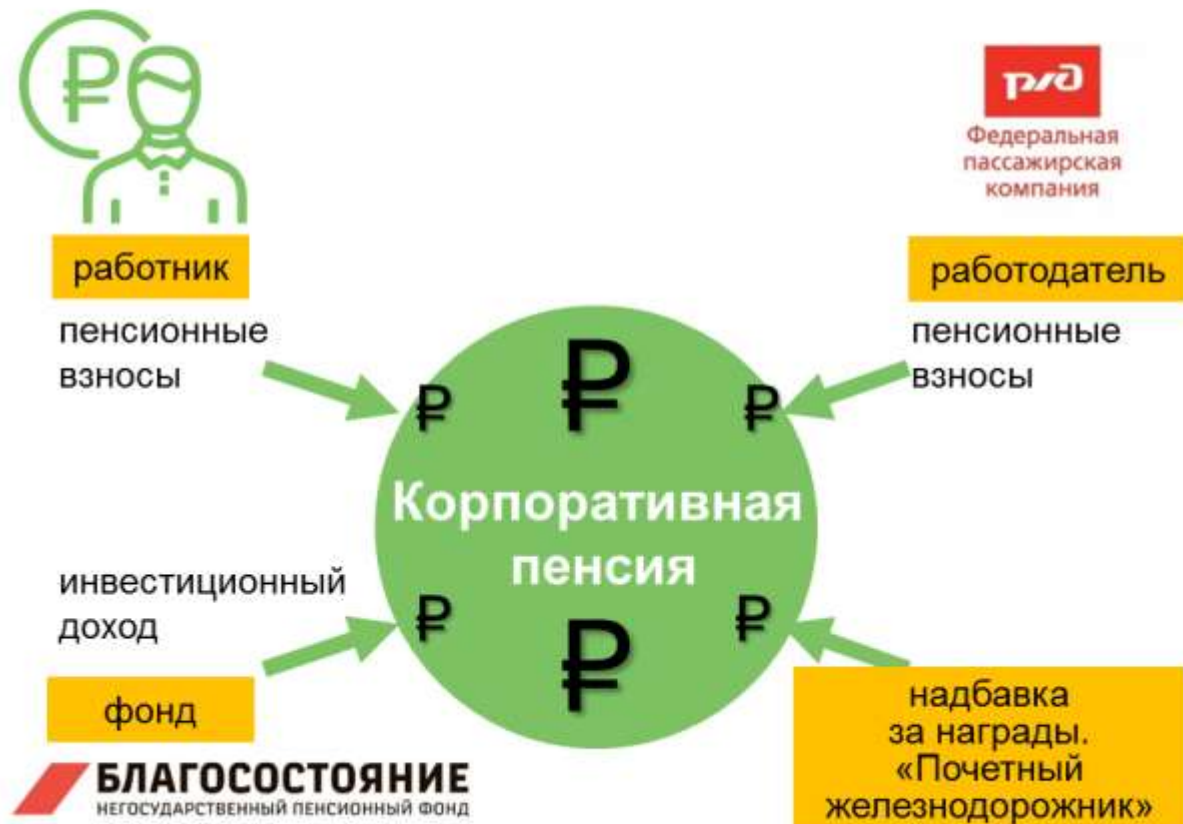 ржд
Федеральная
пассажирская
компания
работник
работодатель
пенсионные
взносы
пенсионные
взносы
₽
₽
₽
₽
Корпоративная
пенсия
инвестиционный
доход
₽
₽
₽
фонд
надбавка
за награды.
«Почетный
железнодорожник»
БЛАГОСОСТОЯНИЕ
НЕГОСУДАРСТВЕННЫЙ ПЕНСИОННЫЙ ФОНД